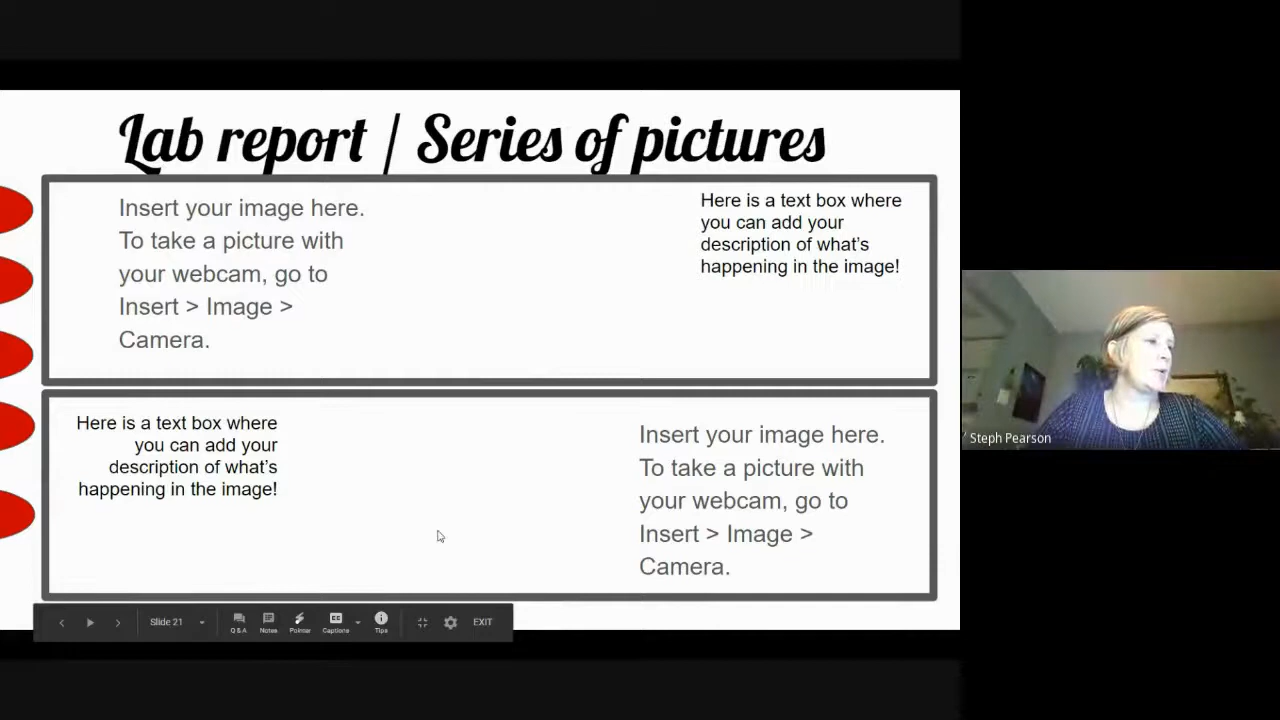 Lab report / Series of pictures
Insert your image here.
To take a picture with
your webcam, go to
Insert > Image >
Camera.
Here is a text box where
you can add your
description of what's
happening in the image!
Here is a text box where
you can add your
description of what's
happening in the image!
Insert your image here.
To take a picture with
your webcam, go to
Insert > Image >
Camera.
Slide 21
Q&A
Notes
Pointer
CC
Captions
Tips
EXIT
Steph Pearson